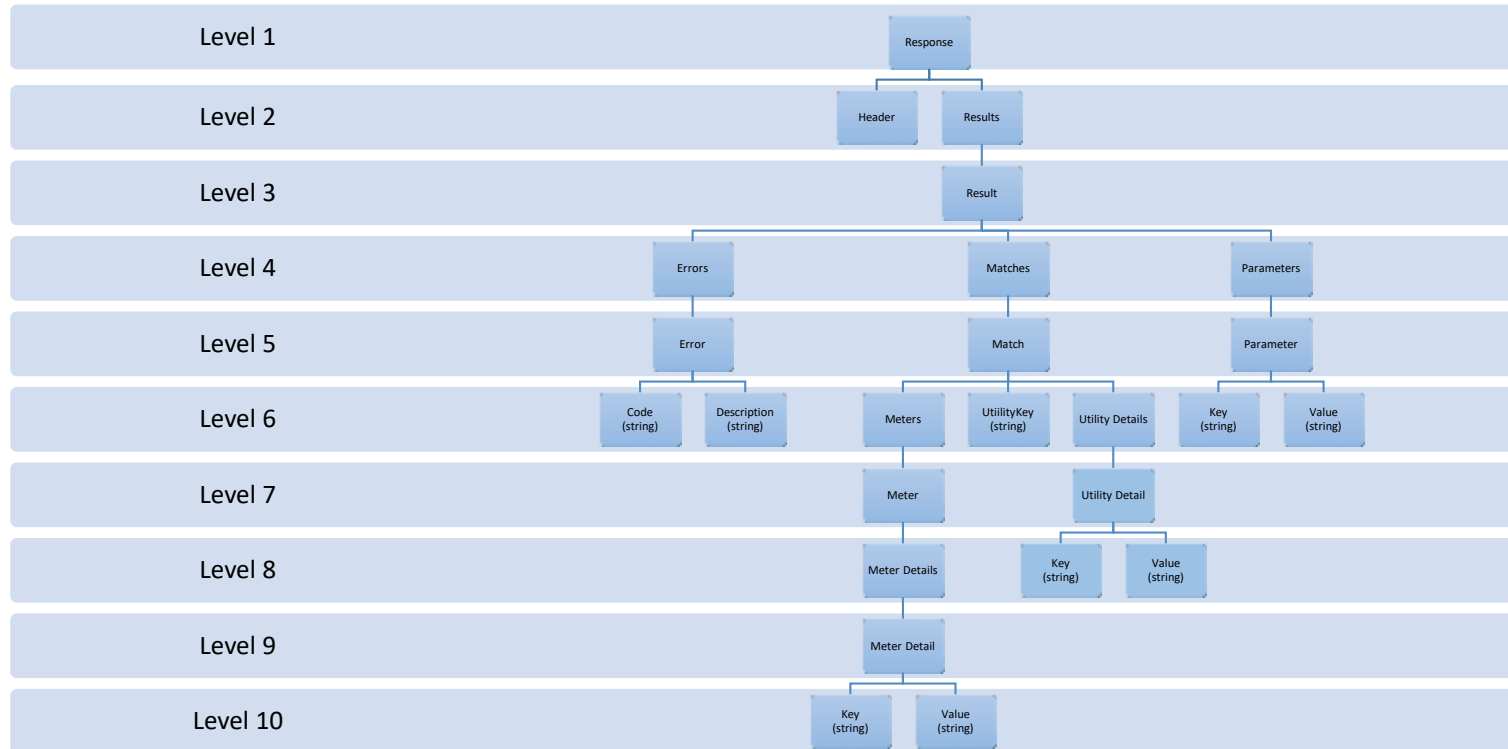 Level 1
Response
Level 2
Header
Results
Level 3
Result
Level 4
Errors
Matches
Parameters
Level 5
Error
Match
Parameter
Level 6
Code
(string)
Description
(string)
Meters
UtiilityKey
(string)
Utility Details
Key
(string)
Value
(string)
Level 7
Meter
Utility Detail
Level 8
Meter Details
Key
(string)
Value
(string)
Level 9
Meter Detail
Level 10
Key
(string)
Value
(string)